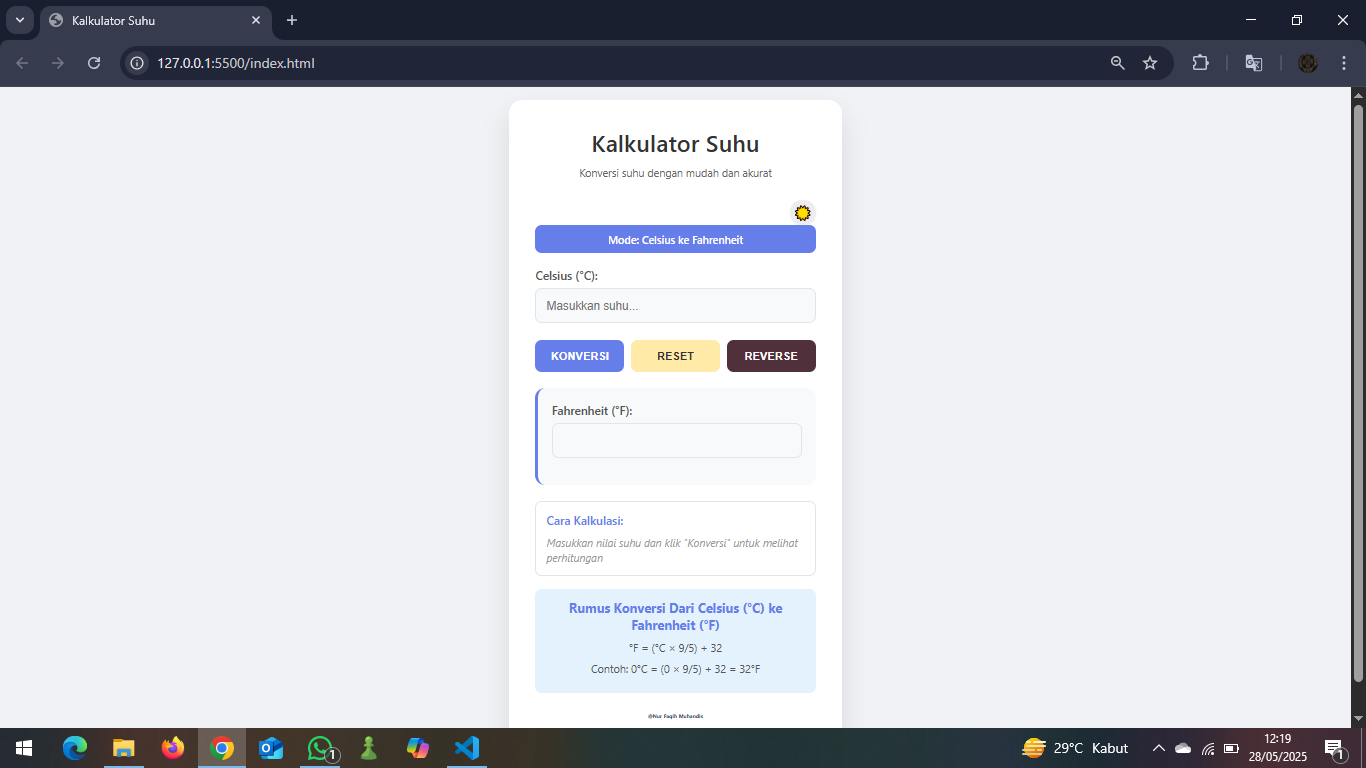 Kalkulator Suhu
127.0.0.1:5500/index.html
Kalkulator Suhu
Konversi suhu dengan mudah dan akurat
Mode: Celsius ke Fahrenheit
Celsius (°C):
Masukkan suhu...
KONVERSI RESET REVERSE
Fahrenheit (°F):
Cara Kalkulasi:
Masukkan nilai suhu dan klik "Konversi" untuk melihat
perhitungan
Rumus Konversi Dari Celsius (°C) ke
Fahrenheit (°F)
°F = (°C × 9/5) + 32
Contoh: 0°C = (0 × 9/5) + 32 = 32°F
@Nur Faqih Muhandis
1
29°C Kabut
12:19
28/05/2025
1